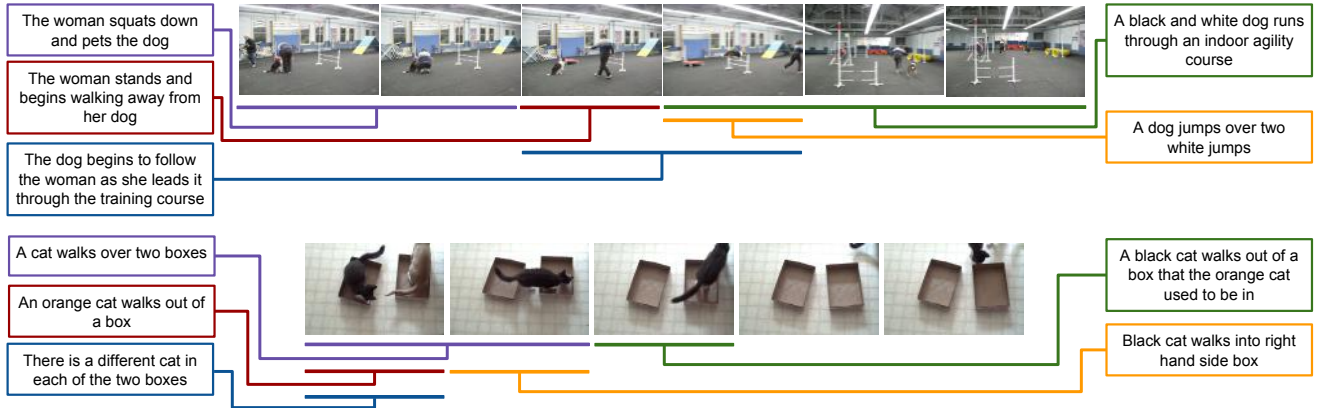 The woman squats down
and pets the dog
The woman stands and
begins walking away from
her dog
The dog begins to follow
the woman as she leads it
through the training course
A black and white dog runs
through an indoor agility
course
A dog jumps over two
white jumps
A cat walks over two boxes
An orange cat walks out of
a box
There is a different cat in
each of the two boxes
A black cat walks out of a
box that the orange cat
used to be in
Black cat walks into right
hand side box